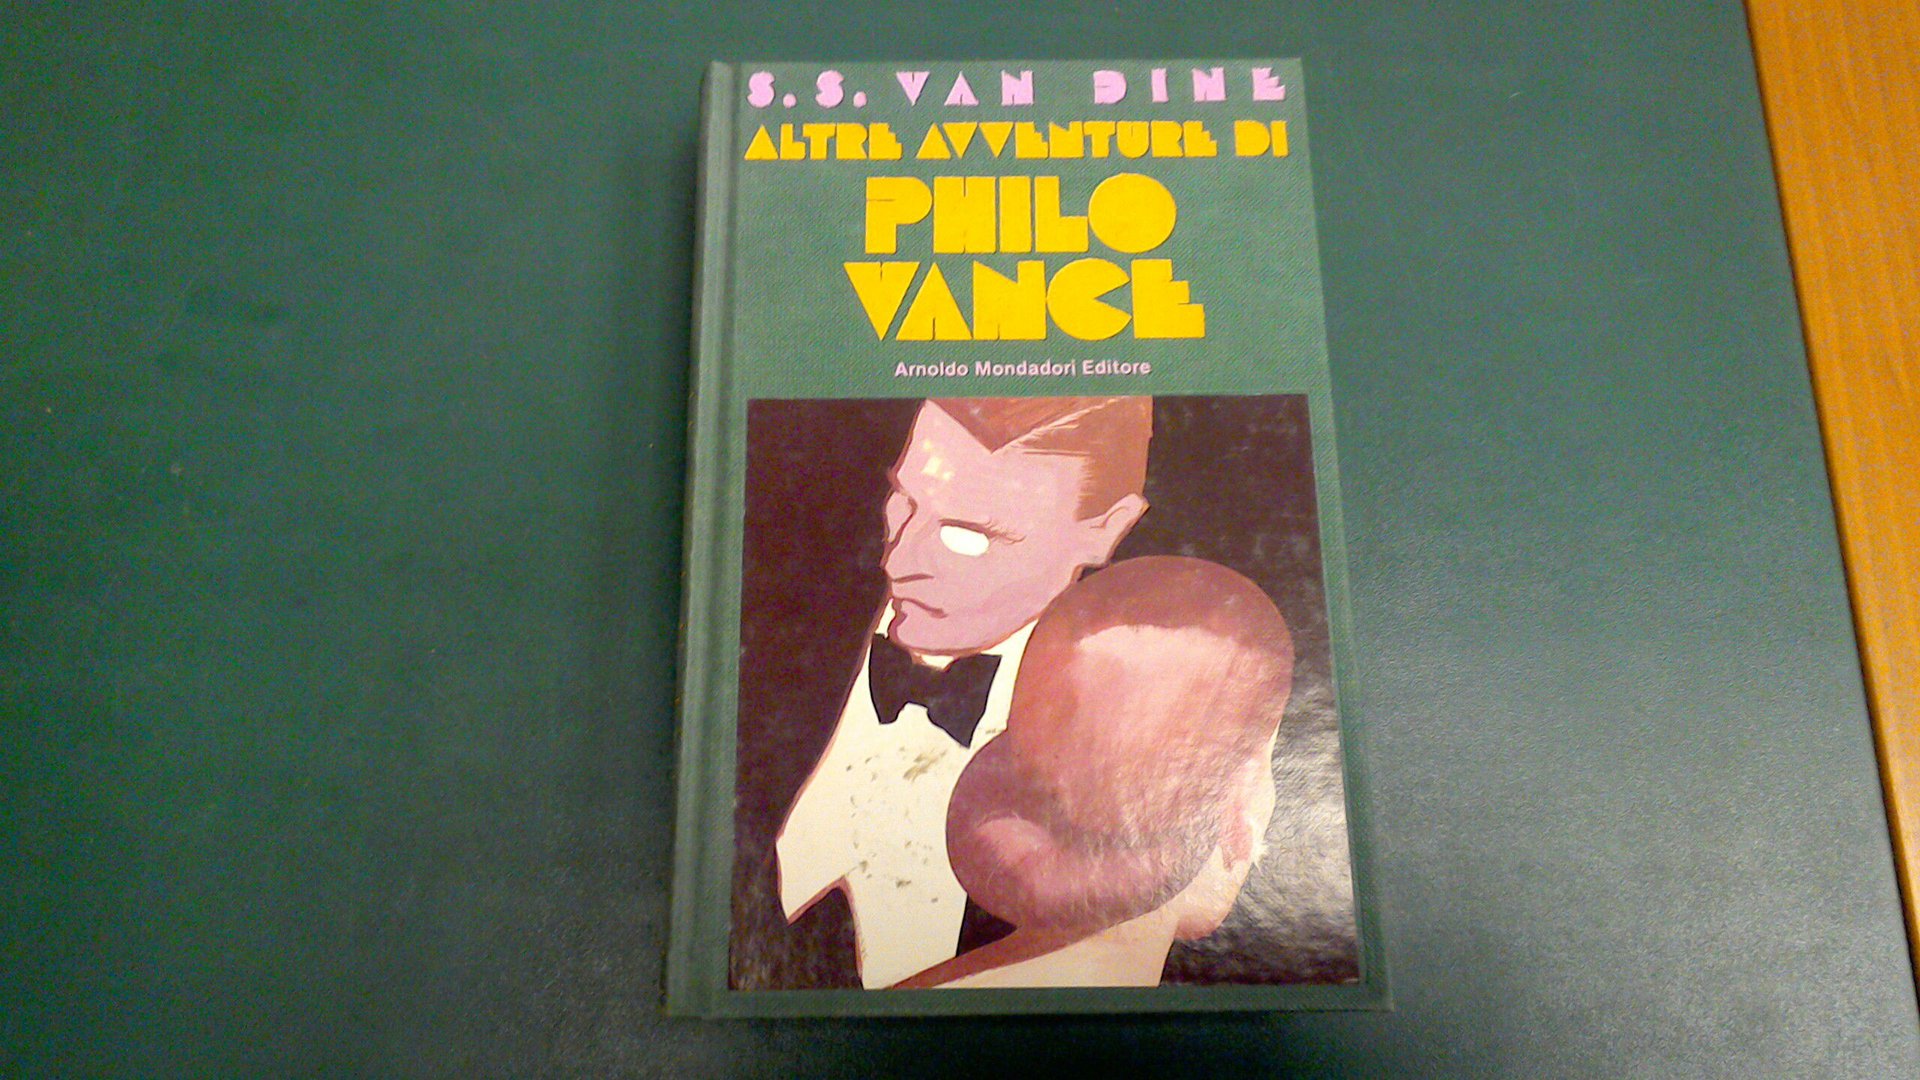 S.S. VAN DINE
ALTRE AVVENTURE DI
PHILO
VANCE
Arnoldo Mondadori Editore